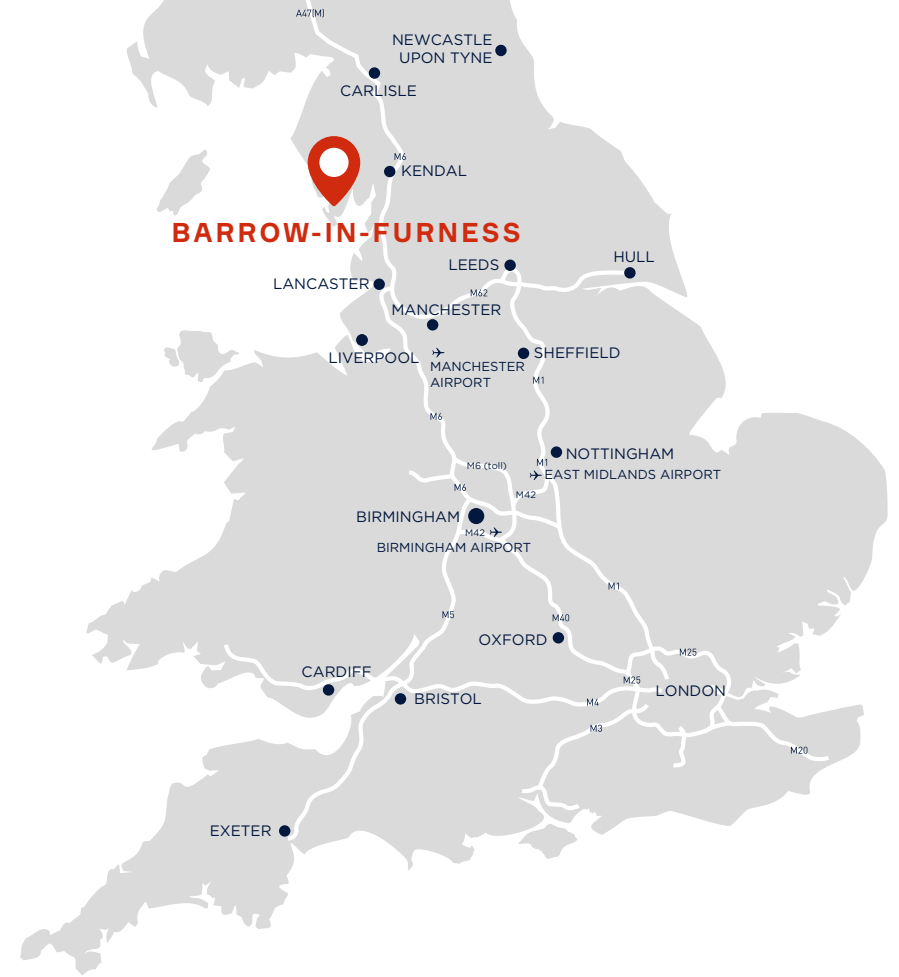 A47(M)
NEWCASTLE
UPON TYNE
CARLISLE
M6
KENDAL
BARROW-IN-FURNESS
HULL
LEEDS
LANCASTER
M62
MANCHESTER
LIVERPOOL
SHEFFIELD
MANCHESTER
AIRPORT
M1
M6
NOTTINGHAM
M1
M6 (toll)
EAST MIDLANDS AIRPORT
M6
M42
BIRMINGHAM
M42
BIRMINGHAM AIRPORT
M1
M5
M40
OXFORD
M25
CARDIFF
M25
LONDON
BRISTOL
M4
M3
M20
EXETER